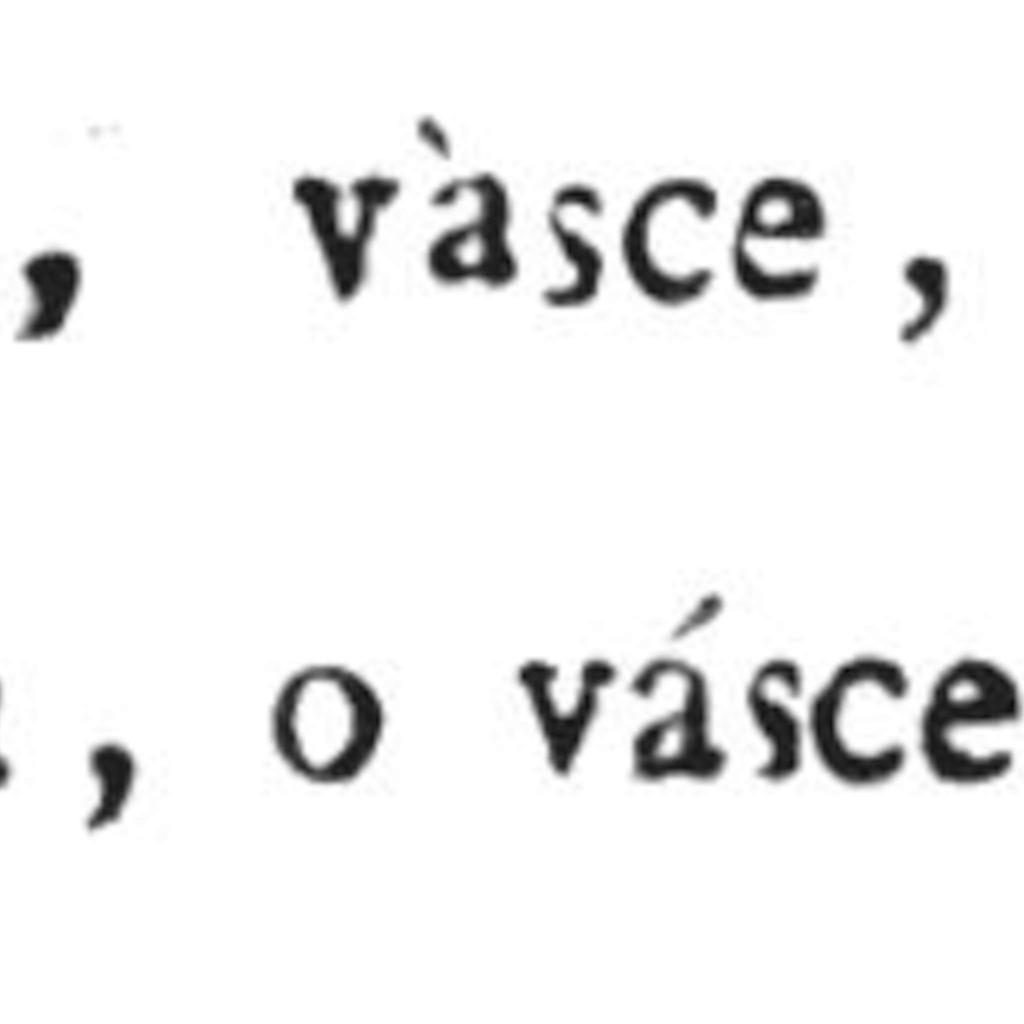 , vàsce,
, o vásce